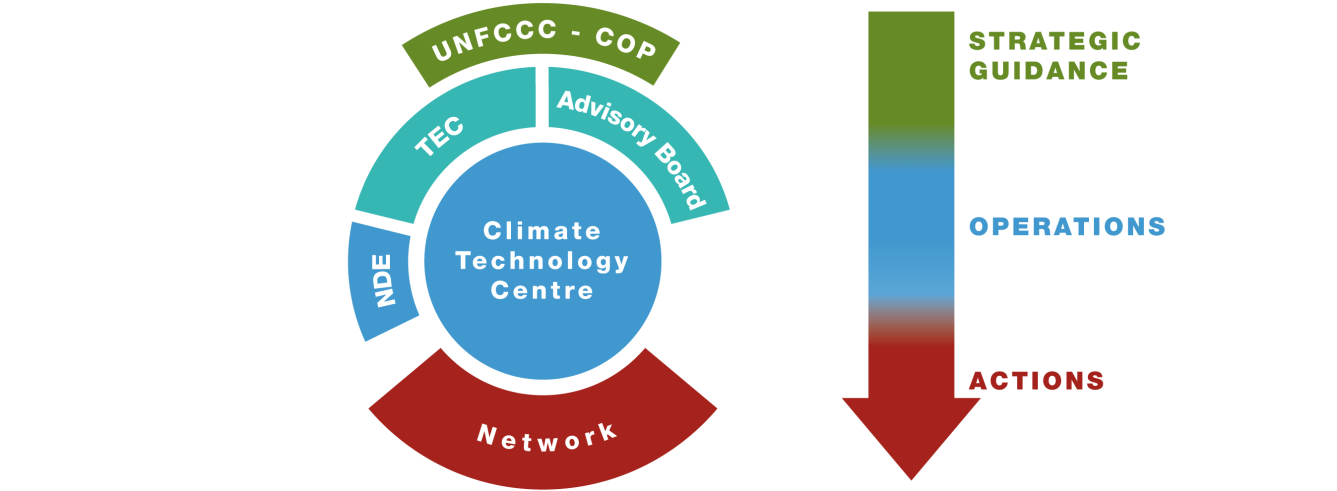 UNFCCC - COP
TEC
Advisory Board
NDE
Climate
Technology
Centre
Network
STRATEGIC
GUIDANCE
OPERATIONS
ACTIONS